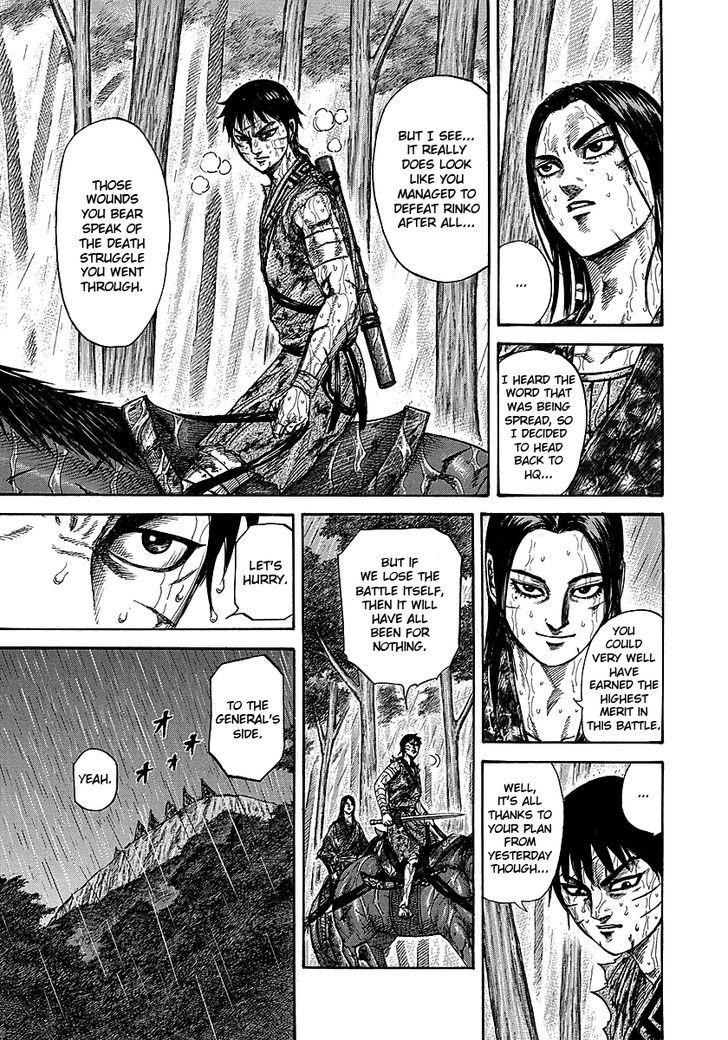 ...
I HEARD THE
WORD THAT
WAS BEING
SPREAD, SO
I DECIDED
TO HEAD
BACK TO
HQ...
BUT I SEE...
IT REALLY
DOES LOOK
LIKE YOU
MANAGED TO
DEFEAT RINKO
AFTER ALL...
THOSE
WOUNDS
YOU BEAR
SPEAK OF
THE DEATH
STRUGGLE
YOU WENT
THROUGH.
YOU
COULD
VERY WELL
HAVE
EARNED THE
HIGHEST
MERIT IN
THIS BATTLE.
...
WELL,
IT'S ALL
THANKS TO
YOUR PLAN
FROM
YESTERDAY
THOUGH...
BUT IF
WE LOSE THE
BATTLE ITSELF,
THEN IT WILL
HAVE ALL
BEEN FOR
NOTHING.
LET'S
HURRY.
TO THE
GENERAL'S
SIDE.
YEAH.
オ
オ
オ